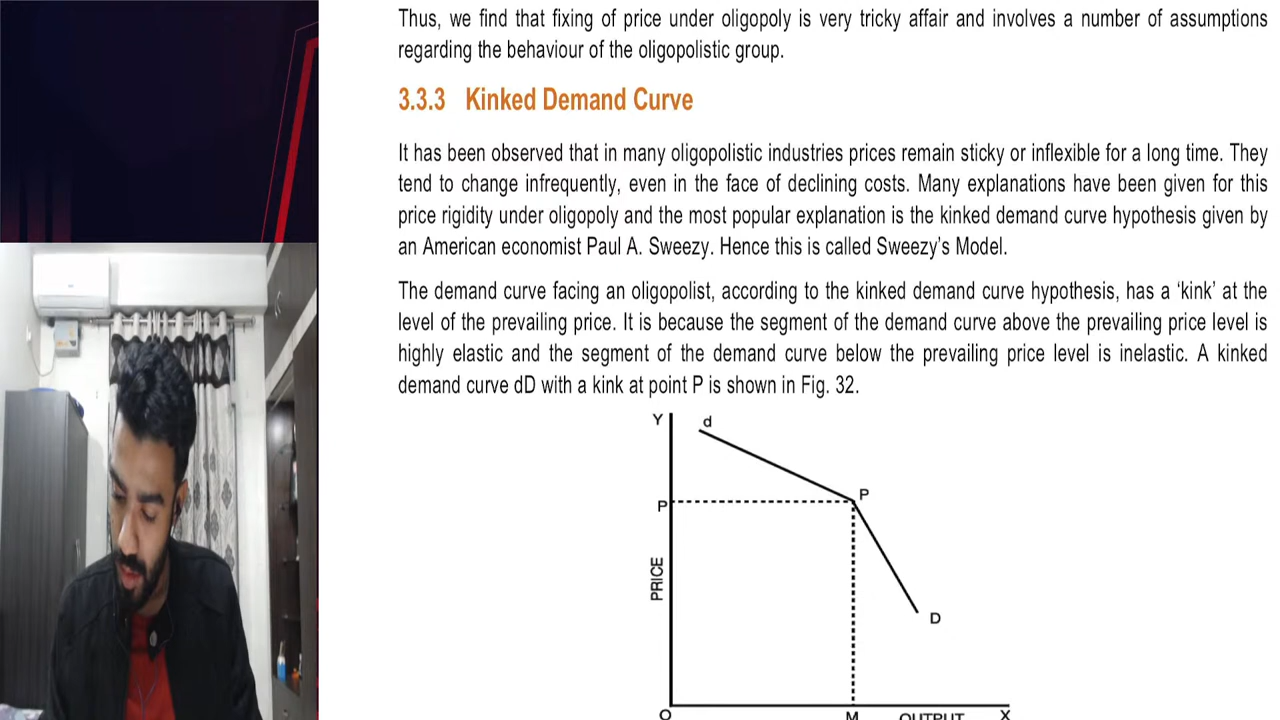 Thus, we find that fixing of price under oligopoly is very tricky affair and involves a number of assumptions
regarding the behaviour of the oligopolistic group.
3.3.3 Kinked Demand Curve
It has been observed that in many oligopolistic industries prices remain sticky or inflexible for a long time. They
tend to change infrequently, even in the face of declining costs. Many explanations have been given for this
price rigidity under oligopoly and the most popular explanation is the kinked demand curve hypothesis given by
an American economist Paul A. Sweezy. Hence this is called Sweezy's Model.
The demand curve facing an oligopolist, according to the kinked demand curve hypothesis, has a 'kink' at the
level of the prevailing price. It is because the segment of the demand curve above the prevailing price level is
highly elastic and the segment of the demand curve below the prevailing price level is inelastic. A kinked
demand curve dD with a kink at point P is shown in Fig. 32.
Y
d
P
P
PRICE
D
O
M
OUTPUT
X